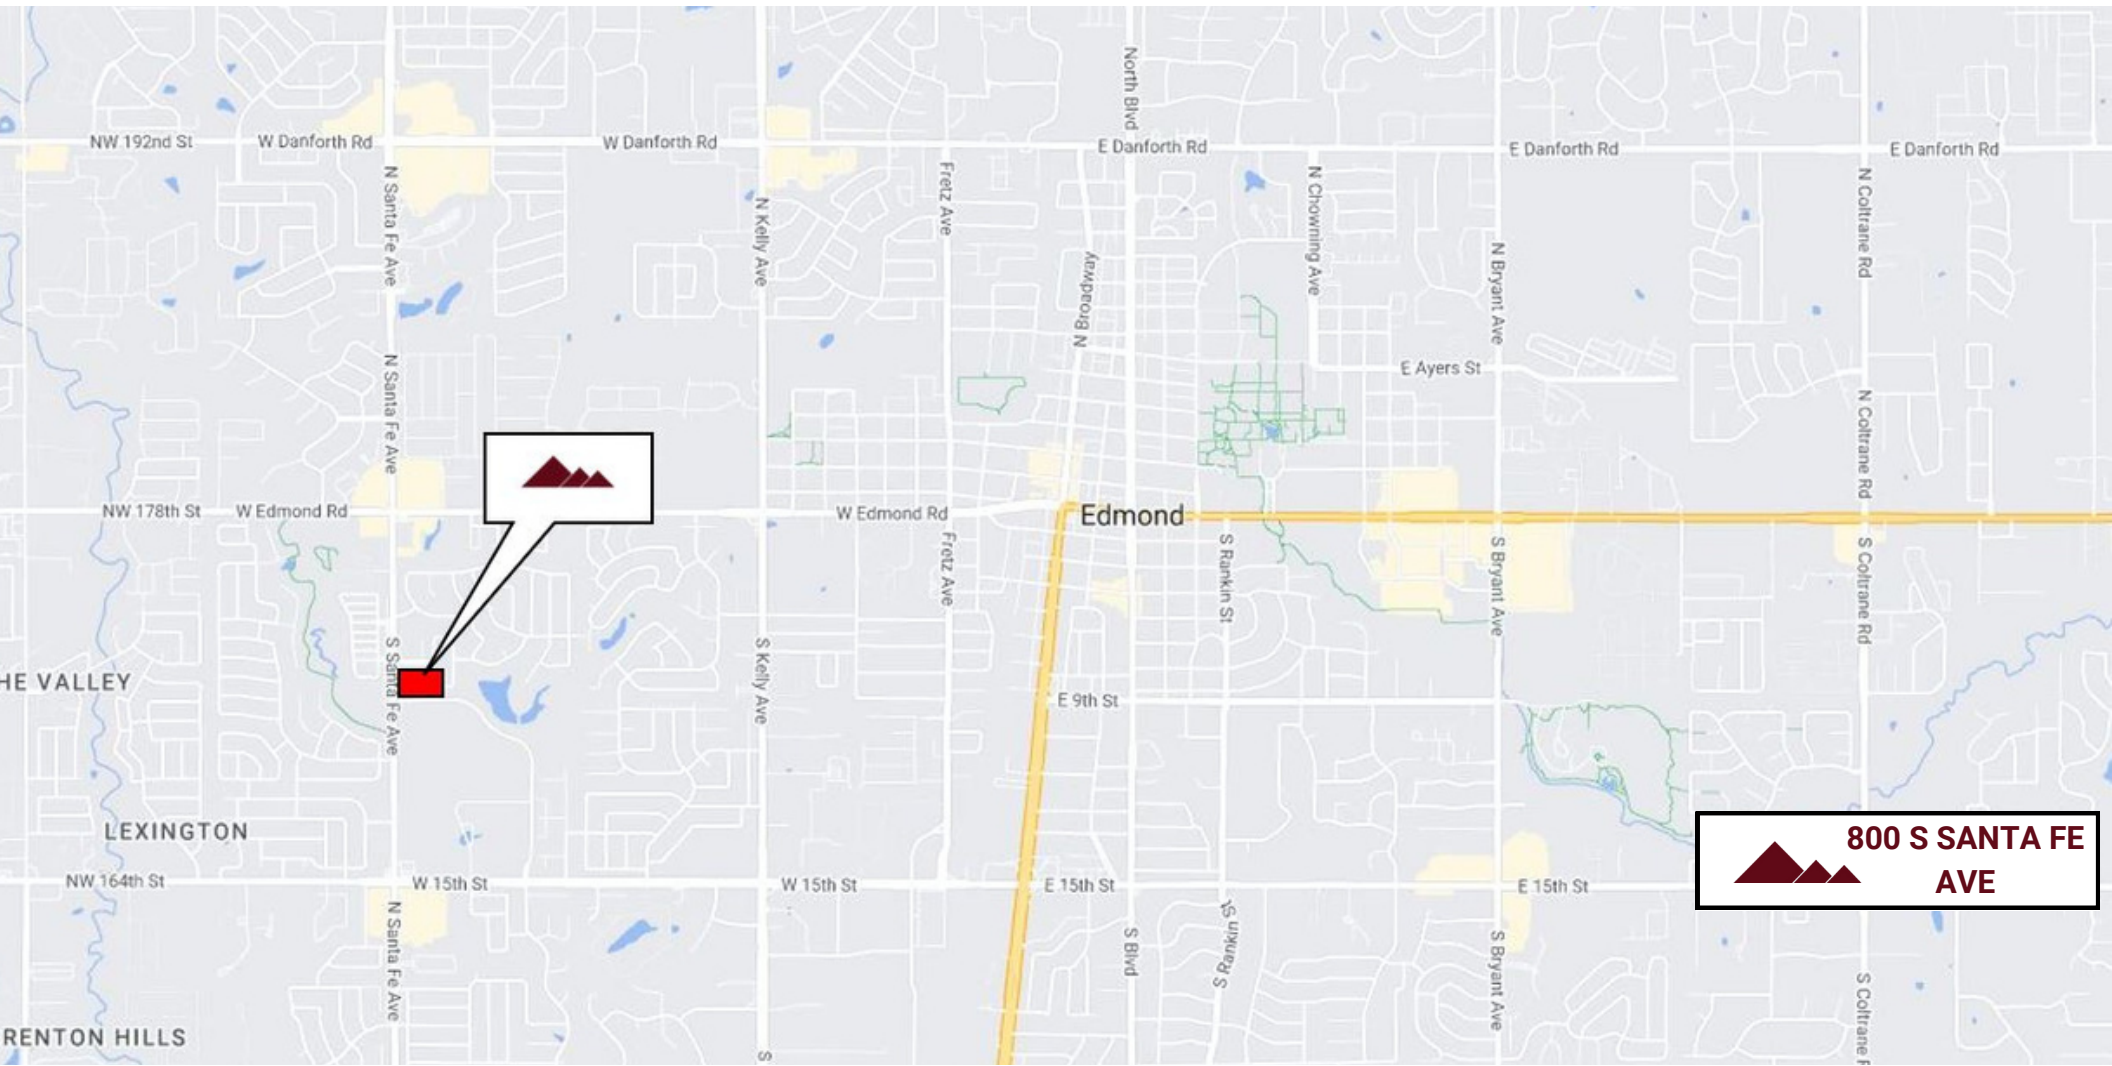 North Blvd
NW 192nd St
W Danforth Rd
W Danforth Rd
E Danforth Rd
E Danforth Rd
E Danforth Rd
N Santa Fe Ave
N Kelly Ave
Fretz Ave
N Broadway
N Chowning Ave
N Bryant Ave
N Coltrane Rd
N Santa Fe Ave
E Ayers St
N Coltrane Rd
NW 178th St
W Edmond Rd
W Edmond Rd
Edmond
Fretz Ave
S Rankin St
S Bryant Ave
S Coltrane Rd
S Santa Fe Ave
S Kelly Ave
HE VALLEY
E 9th St
LEXINGTON
800 S SANTA FE
AVE
NW 164th St
W 15th St
W 15th St
E 15th St
E 15th St
N Santa Fe Ave
S Blvd
S Rankin St
S Bryant Ave
S Coltrane R
RENTON HILLS
S